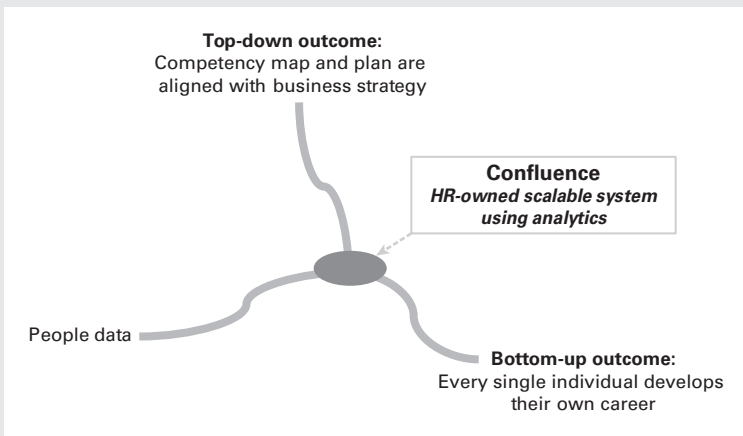 Top-down outcome:
Competency map and plan are
aligned with business strategy
Confluence
HR-owned scalable system
using analytics
People data
Bottom-up outcome:
Every single individual develops
their own career